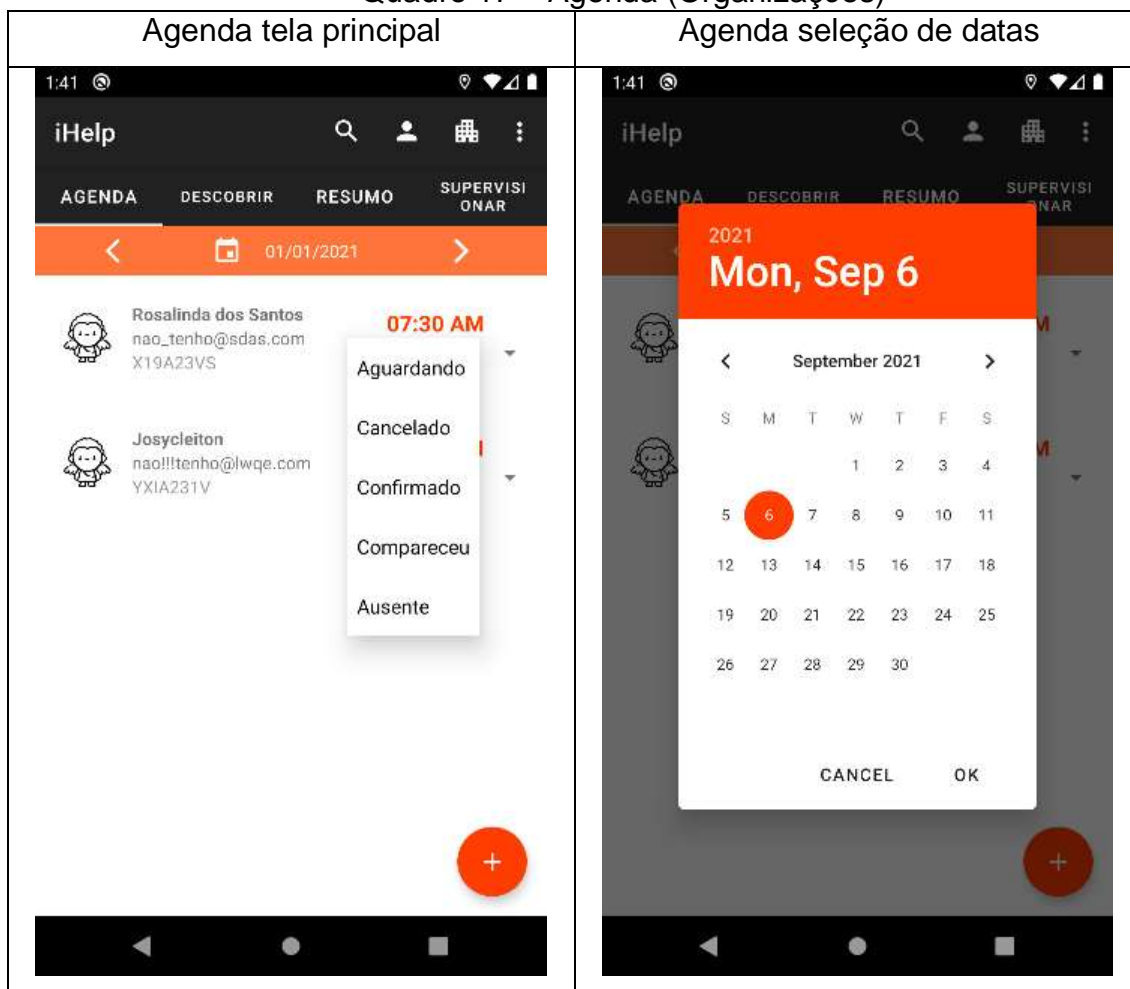 Agenda (Organizações)
Agenda tela principal
Agenda seleção de datas
1:41
iHelp
AGENDA DESCOBRIR RESUMO SUPERVISI
ONAR
01/01/2021
Rosalinda dos Santos
07:30 AM
nao_tenho@sdas.com
X19A23VS
Josycleiton
nao!!!tenho@lwqe.com
YXIA231V
Aguardando
Cancelado
Confirmado
Compareceu
Ausente
+
1:41
iHelp
AGENDA DESCOBRIR RESUMO SUPERVISI
ONAR
2021
Mon, Sep 6
September 2021
S M T W T F S
1 2 3 4
5 6 7 8 9 10 11
12 13 14 15 16 17 18
19 20 21 22 23 24 25
26 27 28 29 30
CANCEL OK
M
M
+